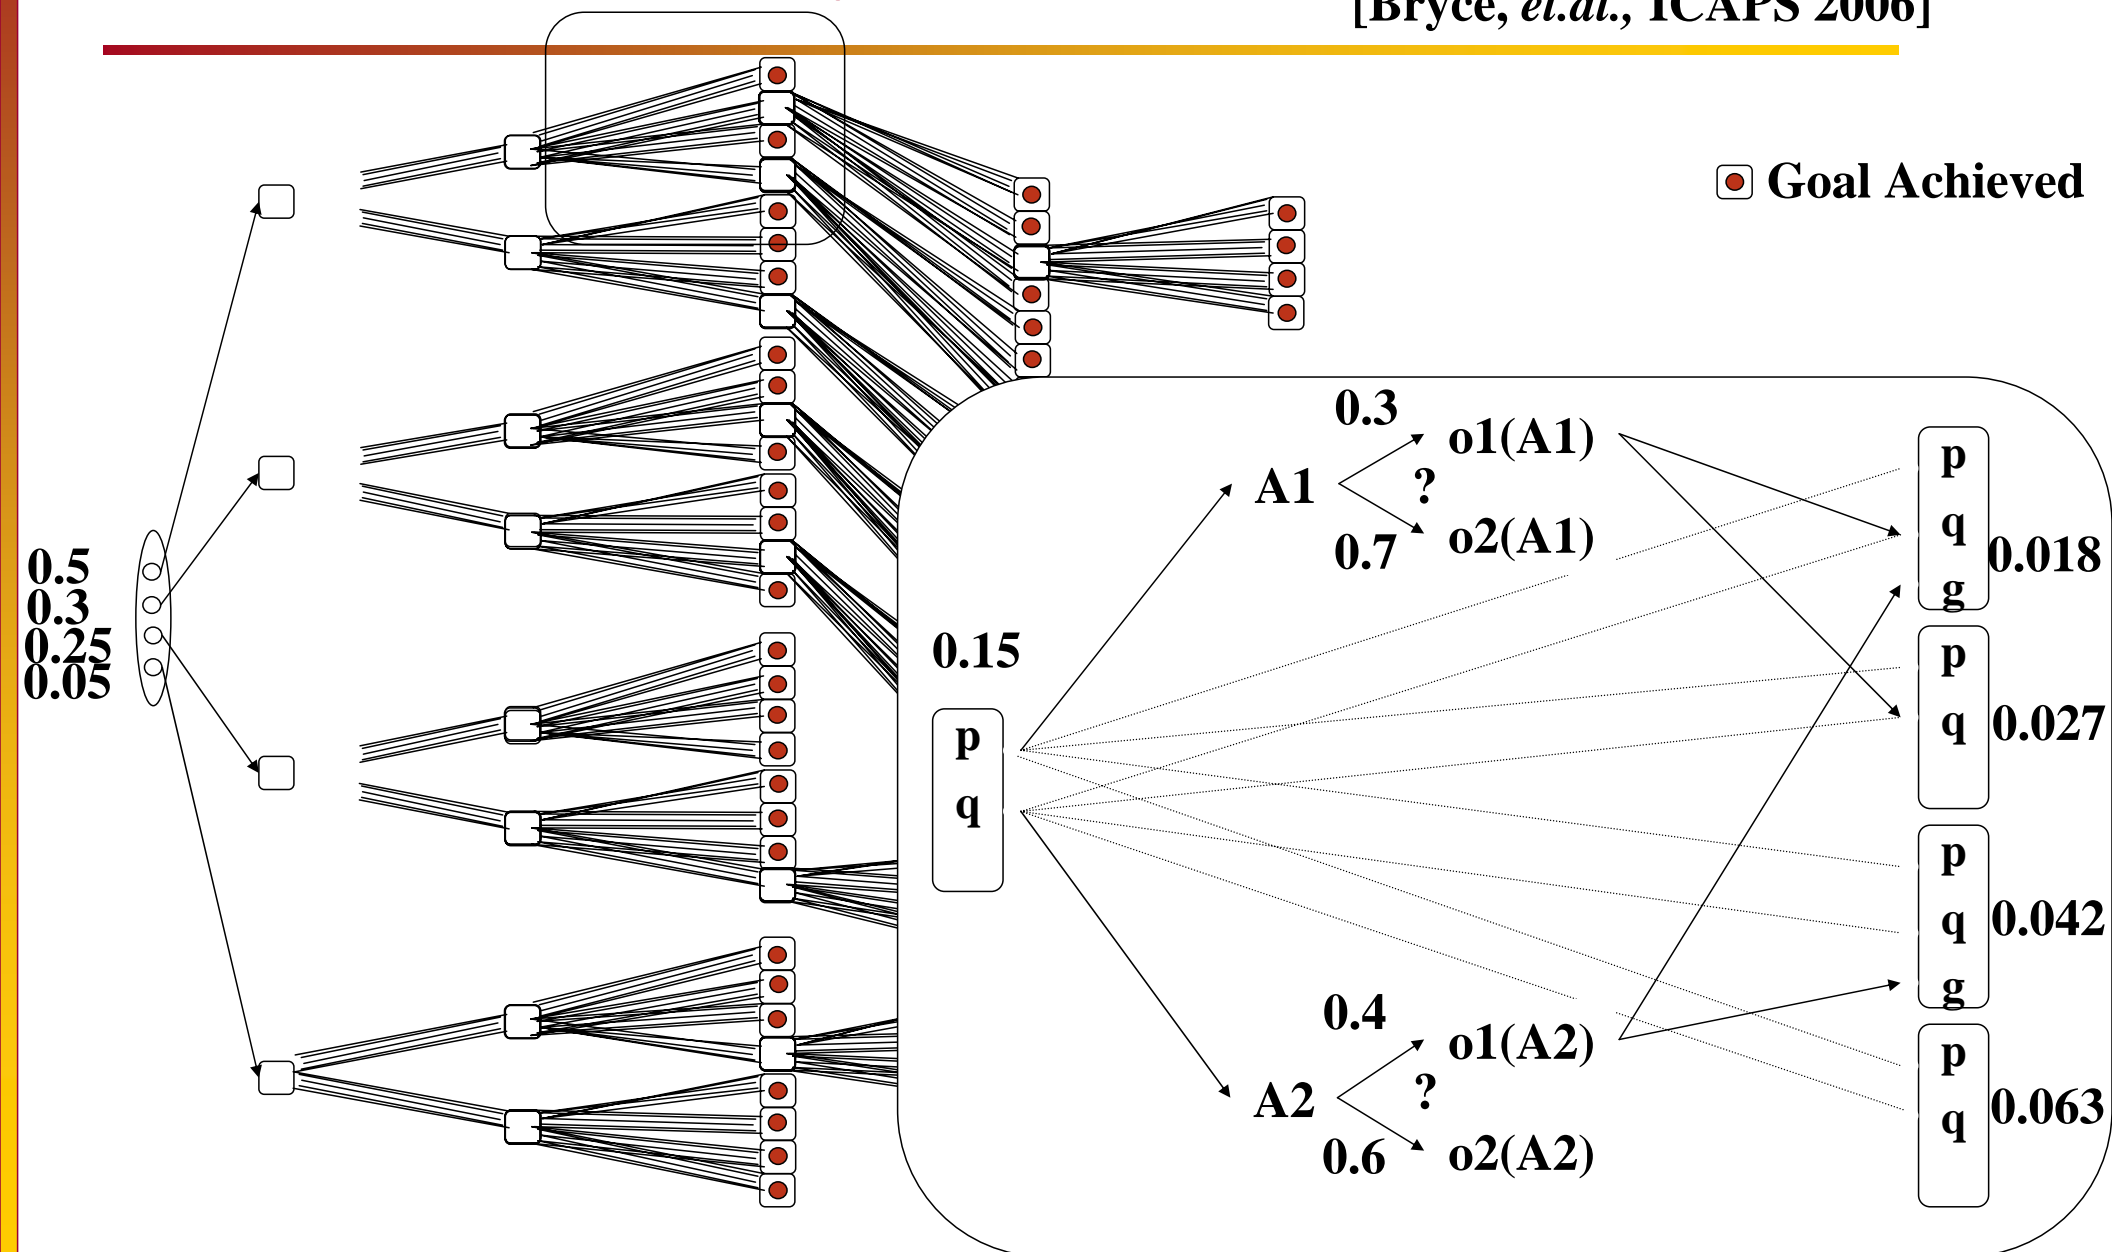 [Bryce, et.al., ICAPS 2006]
Goal Achieved
0.5
0.3
0.25
0.05
0.15
p
q
0.3
A1
?
0.7
o1(A1)
o2(A1)
0.4
A2
?
0.6
o1(A2)
o2(A2)
p
q
g
0.018
p
q
0.027
p
q
g
0.042
p
q
0.063